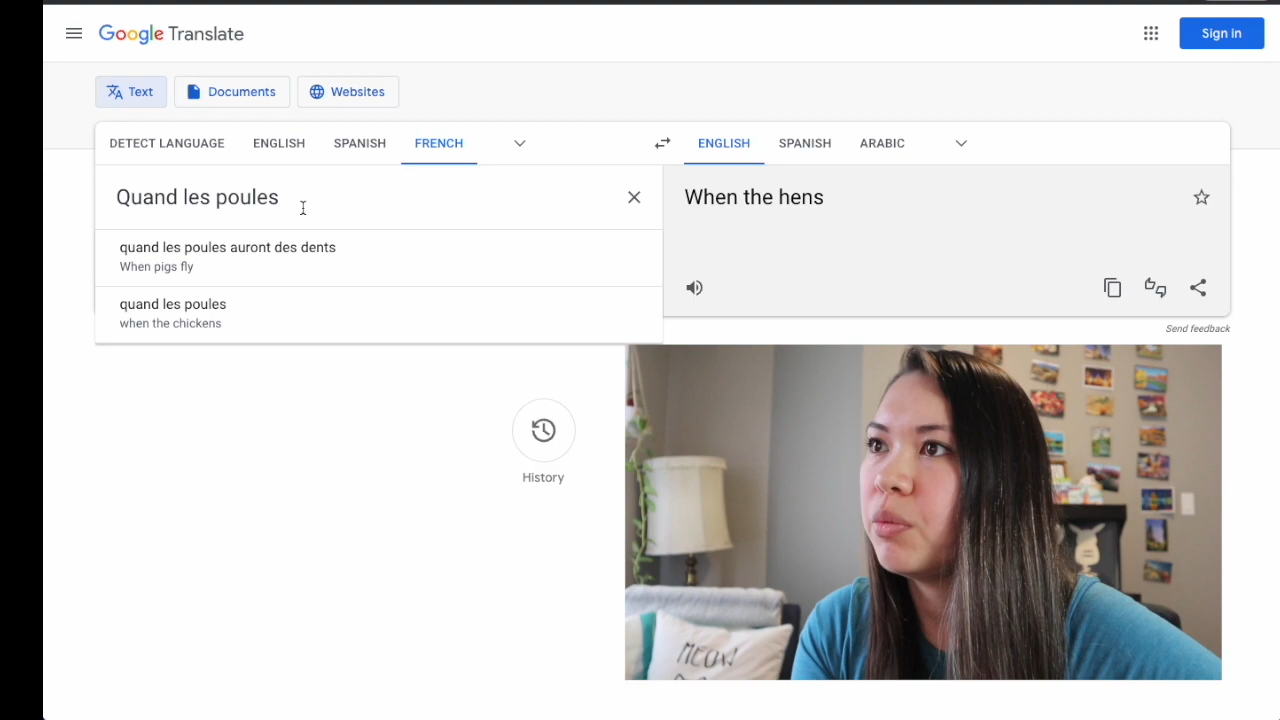 Google Translate
Sign in
Text
Documents
Websites
DETECT LANGUAGE
ENGLISH
SPANISH
FRENCH
ENGLISH
SPANISH
ARABIC
Quand les poules
When the hens
quand les poules auront des dents
When pigs fly
quand les poules
when the chickens
Send feedback
History
MEOW